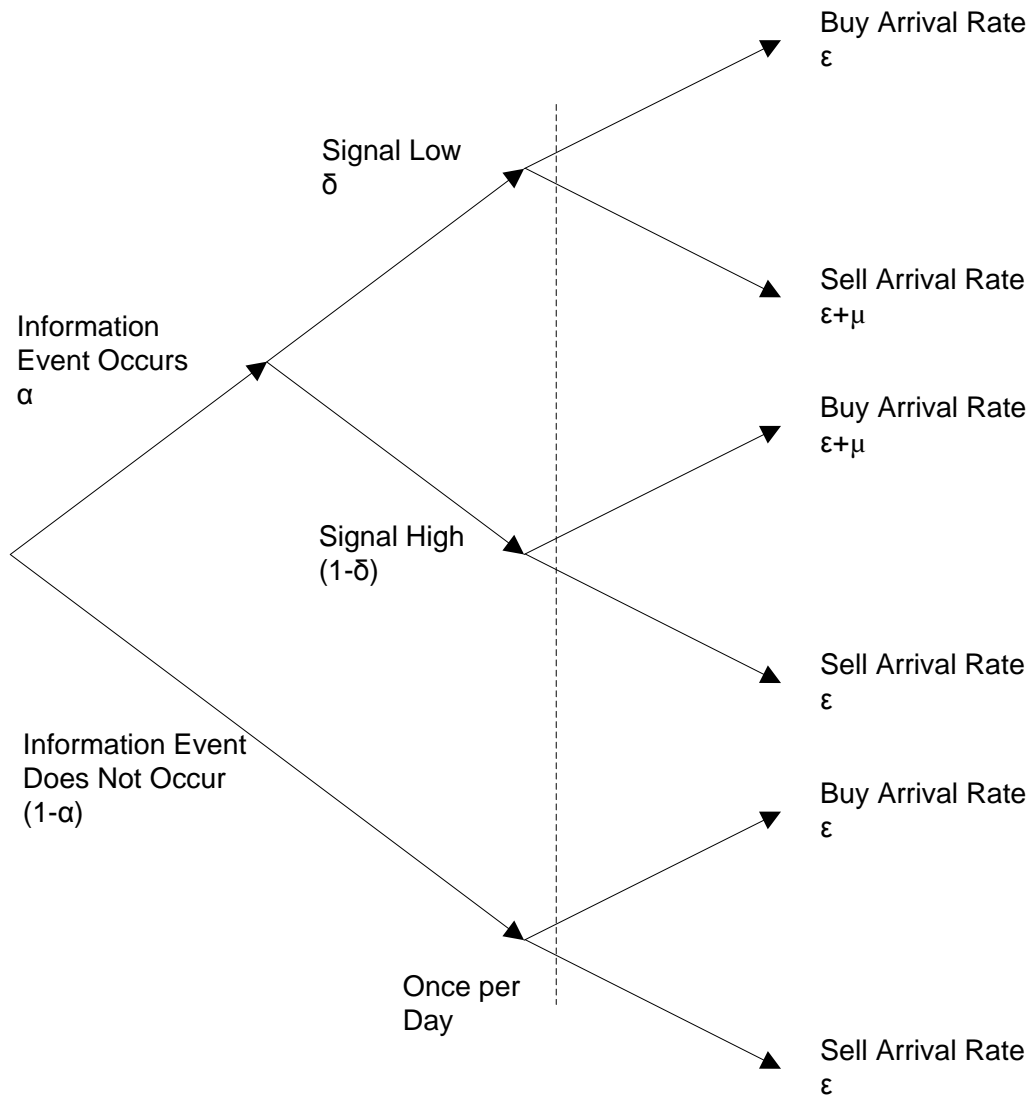 Buy Arrival Rate
ε
Signal Low
δ
Sell Arrival Rate
ε+μ
Information
Event Occurs
α
Buy Arrival Rate
ε+μ
Signal High
(1-δ)
Sell Arrival Rate
ε
Information Event
Does Not Occur
(1-α)
Buy Arrival Rate
ε
Once per
Day
Sell Arrival Rate
ε